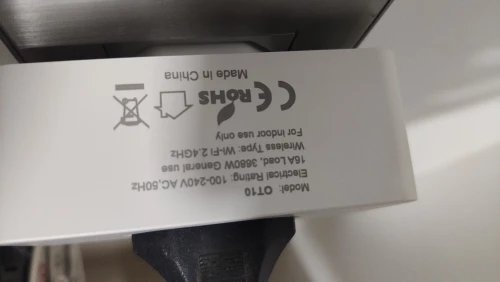 Model: OT10
Electrical Rating: 100-240V AC,50Hz
16A Load, 3680W General use
Wireless Type: Wi-Fi 2.4GHz
For indoor use only
CE RoHS
Made in China